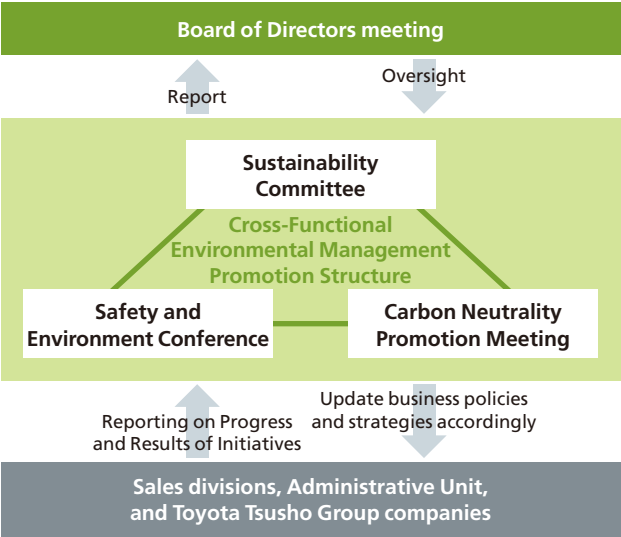 Board of Directors meeting
Report
Oversight
Sustainability
Committee
Cross-Functional
Environmental Management
Promotion Structure
Safety and
Environment Conference
Carbon Neutrality
Promotion Meeting
Reporting on Progress
and Results of Initiatives
Update business policies
and strategies accordingly
Sales divisions, Administrative Unit,
and Toyota Tsusho Group companies